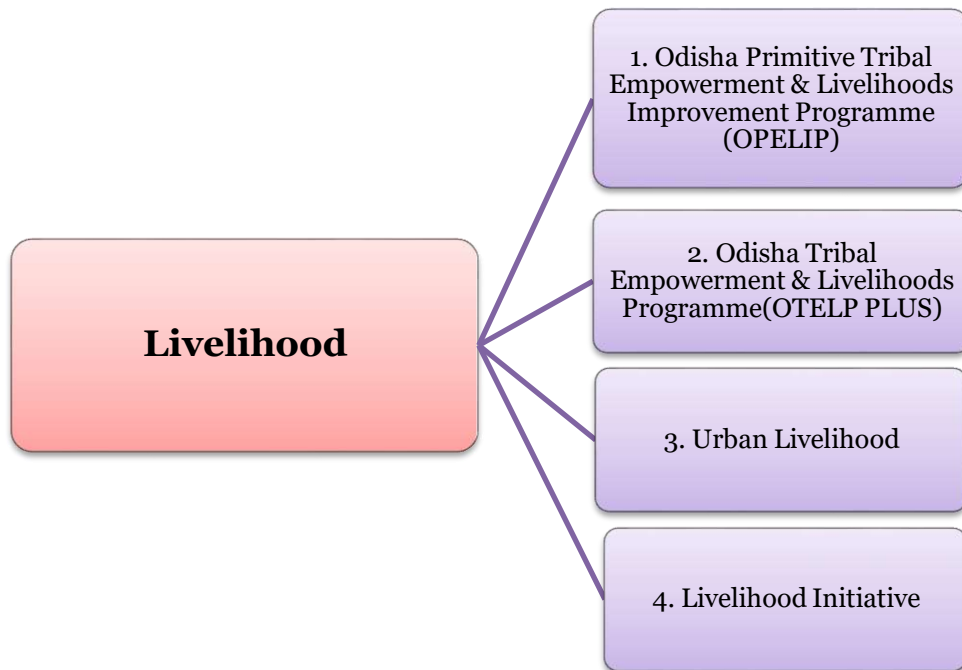 Livelihood
1. Odisha Primitive Tribal
Empowerment & Livelihoods
Improvement Programme
(OPELIP)
2. Odisha Tribal
Empowerment & Livelihoods
Programme(OTELP PLUS)
3. Urban Livelihood
4. Livelihood Initiative